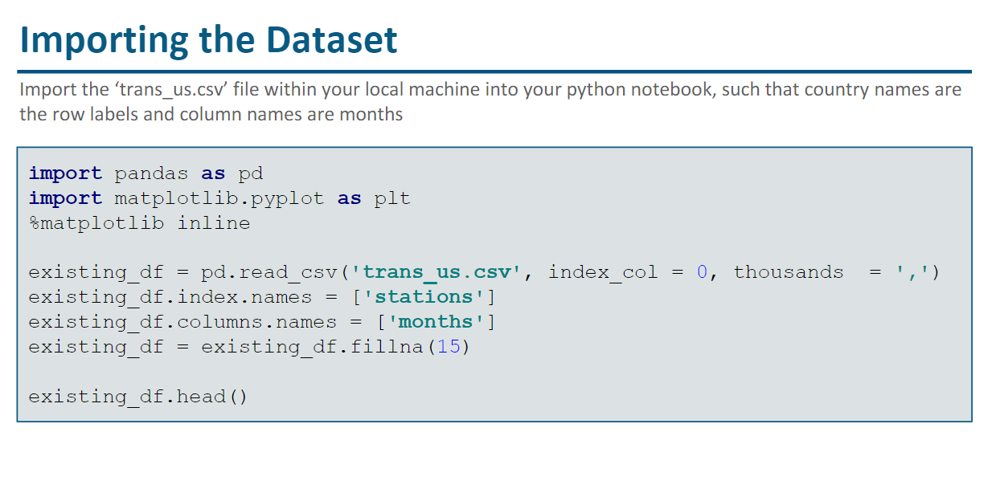 Importing the Dataset
Import the ‘trans_us.csv’ file within your local machine into your python notebook, such that country names are
the row labels and column names are months
import pandas as pd
import matplotlib.pyplot as plt
%matplotlib inline
existing_df = pd.read_csv('trans_us.csv', index_col = 0, thousands  = ',')
existing_df.index.names = ['stations']
existing_df.columns.names = ['months']
existing_df = existing_df.fillna(15)
existing_df.head()